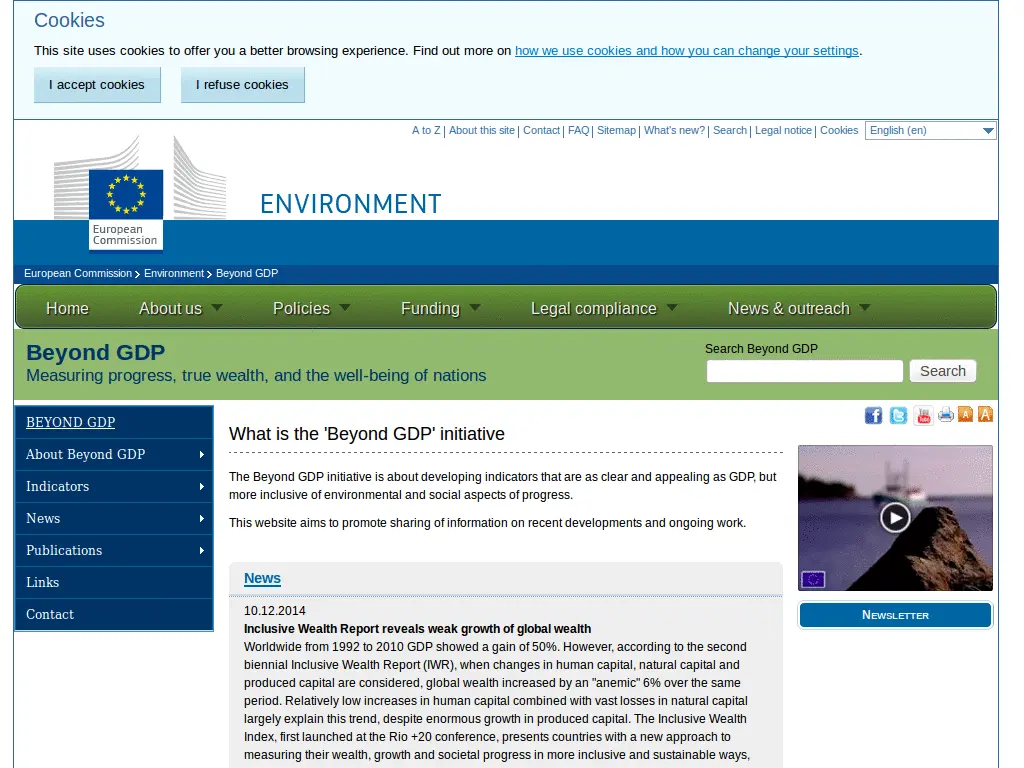 Cookies
This site uses cookies to offer you a better browsing experience. Find out more on how we use cookies and how you can change your settings.
I accept cookies
I refuse cookies
A to Z | About this site | Contact | FAQ | Sitemap | What's new? | Search | Legal notice | Cookies
English (en)
European
Commission
ENVIRONMENT
European Commission > Environment > Beyond GDP
Home
About us
Policies
Funding
Legal compliance
News & outreach
Beyond GDP
Measuring progress, true wealth, and the well-being of nations
Search Beyond GDP
Search
BEYOND GDP
About Beyond GDP
Indicators
News
Publications
Links
Contact
What is the 'Beyond GDP' initiative
The Beyond GDP initiative is about developing indicators that are as clear and appealing as GDP, but
more inclusive of environmental and social aspects of progress.
This website aims to promote sharing of information on recent developments and ongoing work.
News
10.12.2014
Inclusive Wealth Report reveals weak growth of global wealth
Worldwide from 1992 to 2010 GDP showed a gain of 50%. However, according to the second
biennial Inclusive Wealth Report (IWR), when changes in human capital, natural capital and
produced capital are considered, global wealth increased by an "anemic" 6% over the same
period. Relatively low increases in human capital combined with vast losses in natural capital
largely explain this trend, despite enormous growth in produced capital. The Inclusive Wealth
Index, first launched at the Rio +20 conference, presents countries with a new approach to
measuring their wealth, growth and societal progress in more inclusive and sustainable ways,
f
t
You
A
A
NEWSLETTER